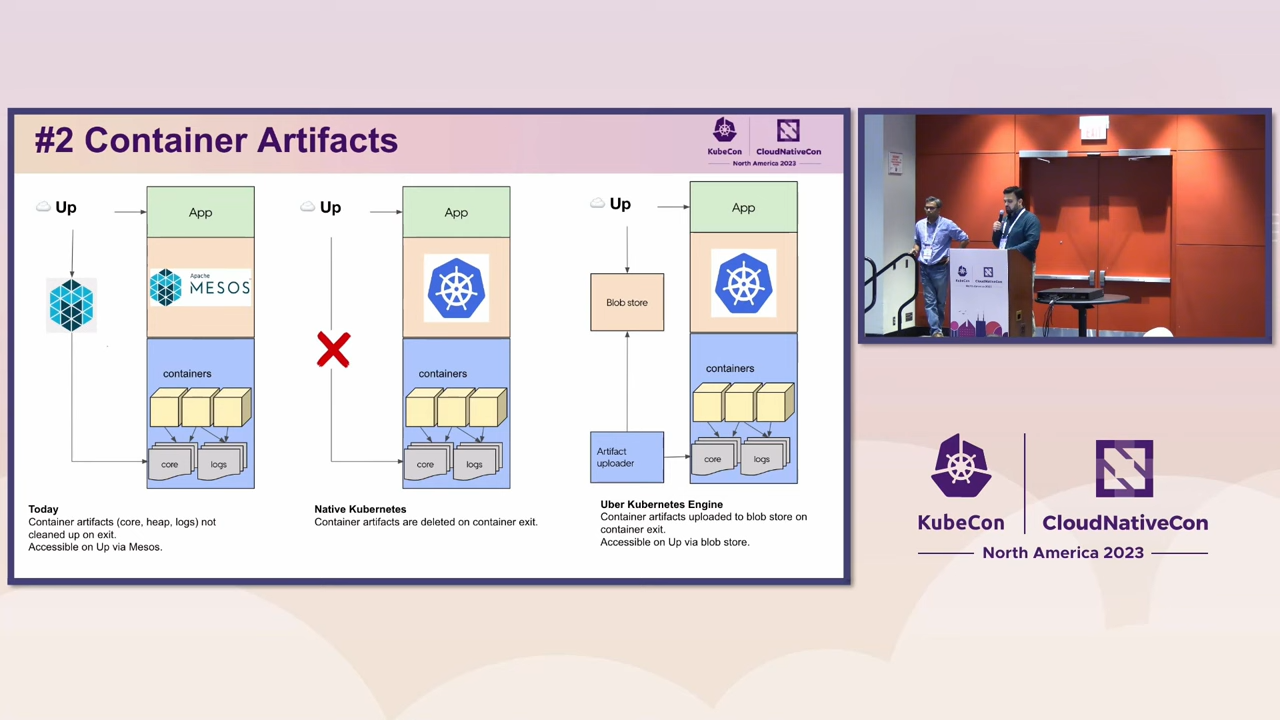 #2 Container Artifacts
KubeCon
CloudNativeCon
North America 2023
Up
App
Apache
MESOS
containers
core
logs
Today
Container artifacts (core, heap, logs) not
cleaned up on exit.
Accessible on Up via Mesos.
Up
App
containers
core
logs
Native Kubernetes
Container artifacts are deleted on container exit.
Up
App
Blob store
containers
Artifact
uploader
core
logs
Uber Kubernetes Engine
Container artifacts uploaded to blob store on
container exit.
Accessible on Up via blob store.
KubeCon
CloudNativeCon
North America 2023